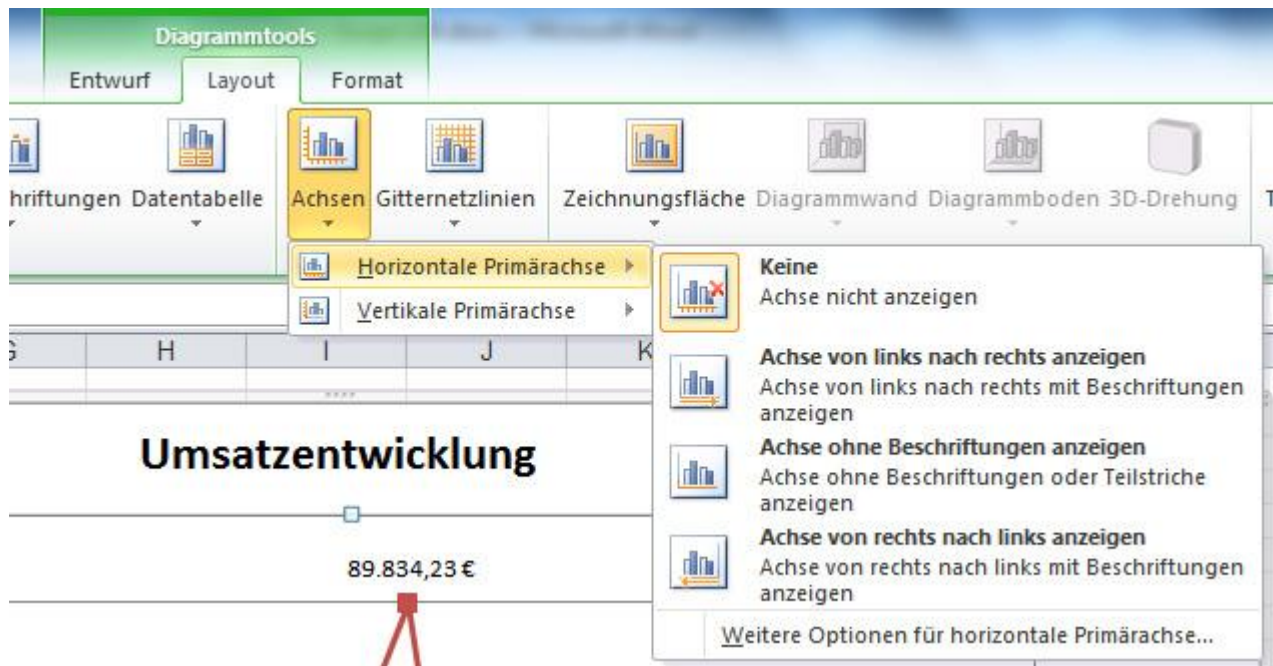 Diagrammtools
Entwurf Layout Format
hriftungen Datentabelle Achsen Gitternetzlinien Zeichnungsfläche Diagrammwand Diagrammboden 3D-Drehung T
Horizontale Primärachse
Vertikale Primärachse
Keine
Achse nicht anzeigen
Achse von links nach rechts anzeigen
Achse von links nach rechts mit Beschriftungen
anzeigen
Achse ohne Beschriftungen anzeigen
Achse ohne Beschriftungen oder Teilstriche
anzeigen
Achse von rechts nach links anzeigen
Achse von rechts nach links mit Beschriftungen
anzeigen
Weitere Optionen für horizontale Primärachse...
H I J K
Umsatzentwicklung
89.834,23 €